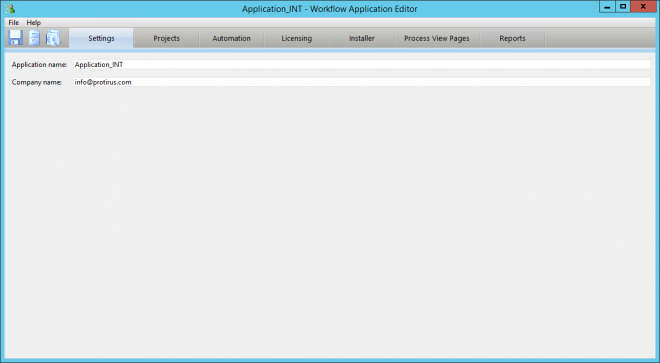 Application_INT - Workflow Application Editor
File Help
Settings Projects Automation Licensing Installer Process View Pages Reports
Application name: Application_INT
Company name: info@protirus.com